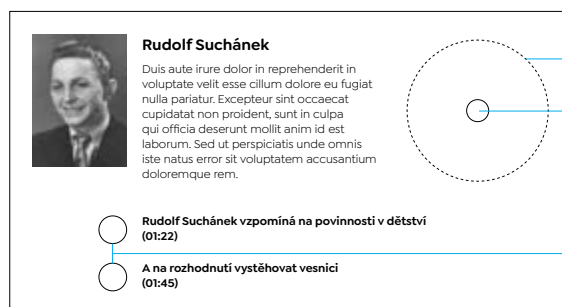 Rudolf Suchánek
Duis aute irure dolor in reprehenderit in
voluptate velit esse cillum dolore eu fugiat
nulla pariatur. Excepteur sint occaecat
cupidatat non proident, sunt in culpa
qui officia deserunt mollit anim id est
laborum. Sed ut perspiciatis unde omnis
iste natus error sit voluptatem accusantium
doloremque rem.
Rudolf Suchánek vzpomíná na povinnosti v dětství
(01:22)
A na rozhodnutí vystěhovat vesnici
(01:45)